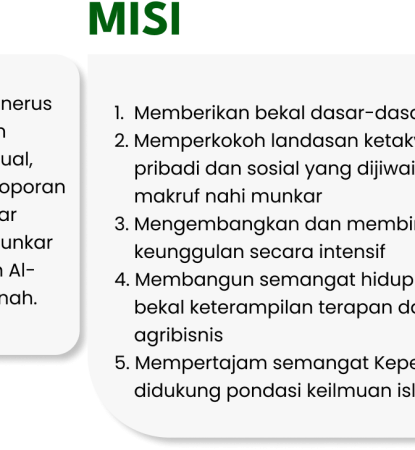 MISI
nerus
n
ual,
oporan
ar
unkar
n Al-
nah.
1. Memberikan bekal dasar-dasa
2. Memperkokoh landasan ketak
pribadi dan sosial yang dijiwai
makruf nahi munkar
3. Mengembangkan dan membi
keunggulan secara intensif
4. Membangun semangat hidup
bekal keterampilan terapan da
agribisnis
5. Mempertajam semangat Kepe
didukung pondasi keilmuan isl